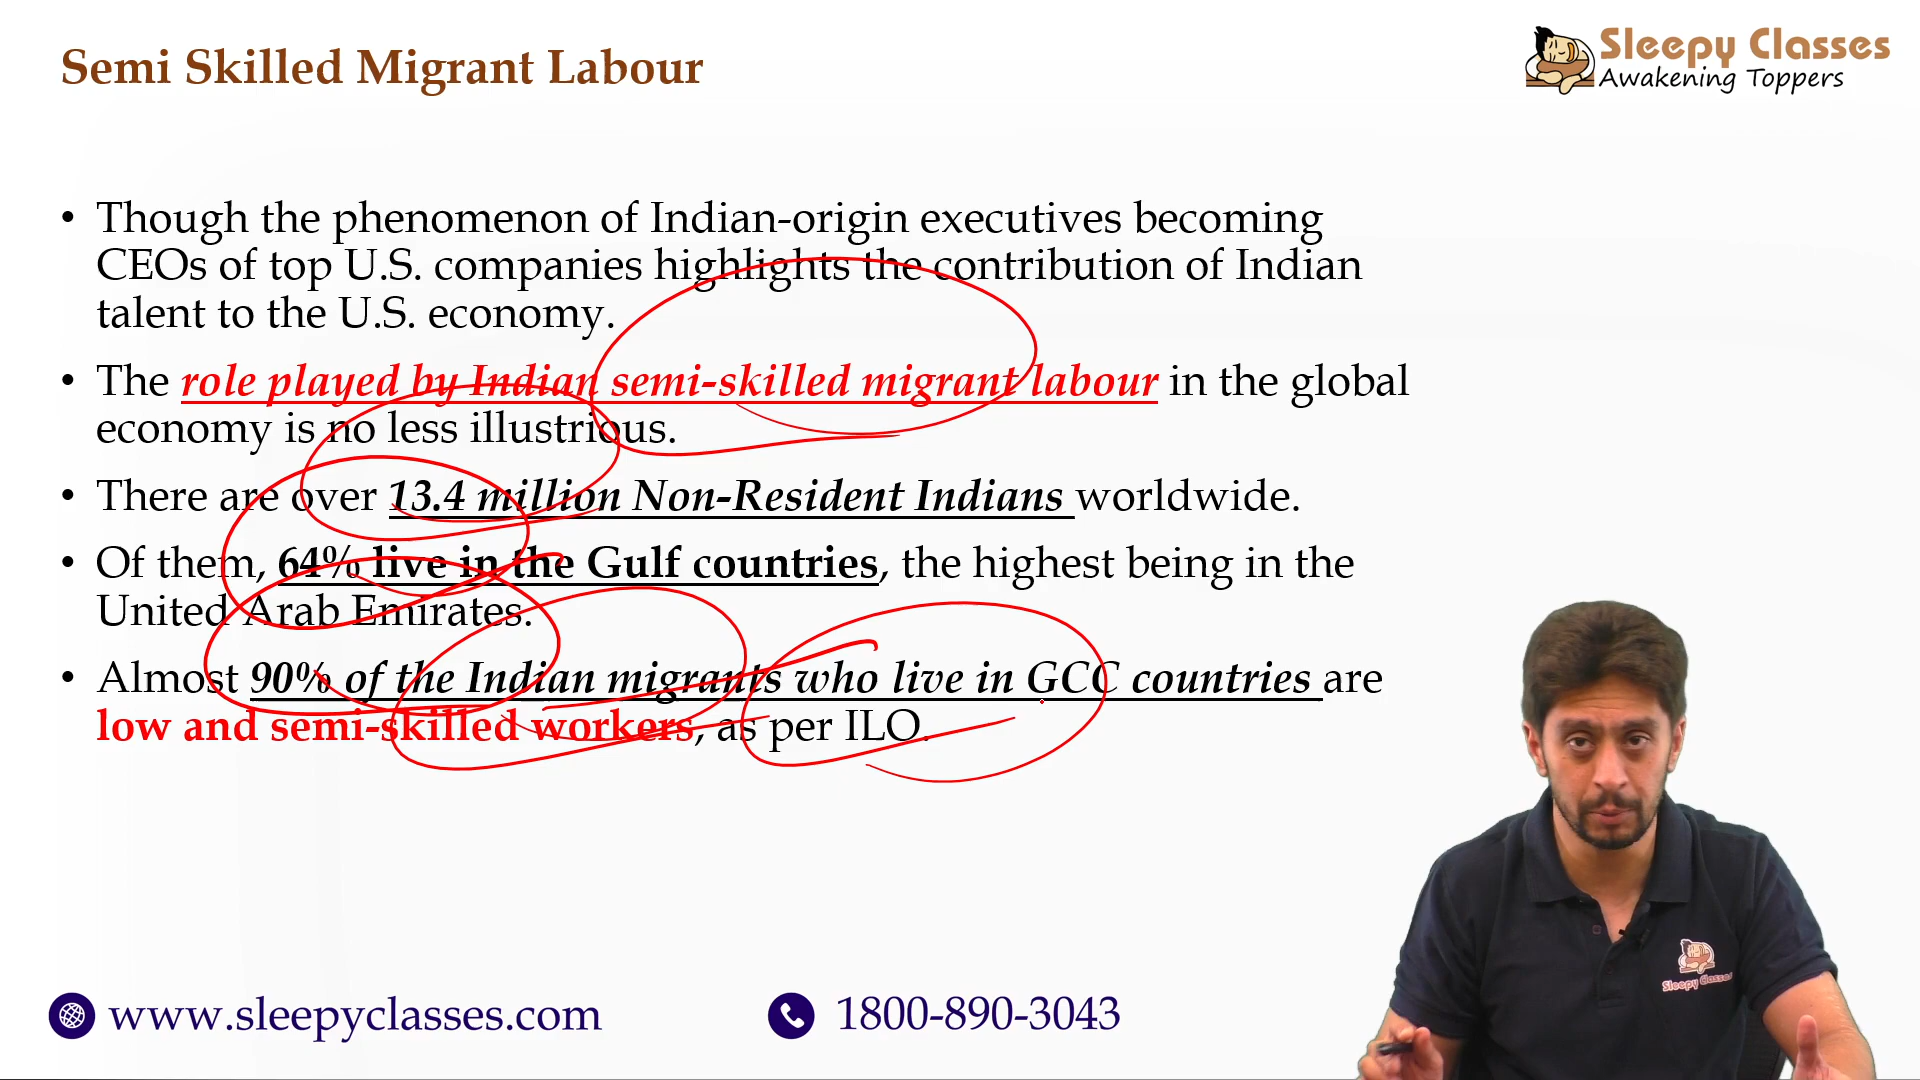 Semi Skilled Migrant Labour
Sleepy Classes
Awakening Toppers
• Though the phenomenon of Indian-origin executives becoming
CEOs of top U.S. companies highlights the contribution of Indian
talent to the U.S. economy.
• The role played by Indian semi-skilled migrant labour in the global
economy is no less illustrious.
• There are over 13.4 million Non-Resident Indians worldwide.
• Of them, 64% live in the Gulf countries, the highest being in the
United Arab Emirates.
• Almost 90% of the Indian migrants who live in GCC countries are
low and semi-skilled workers, as per ILO.
Sleepy Classes
www.sleepyclasses.com
1800-890-3043